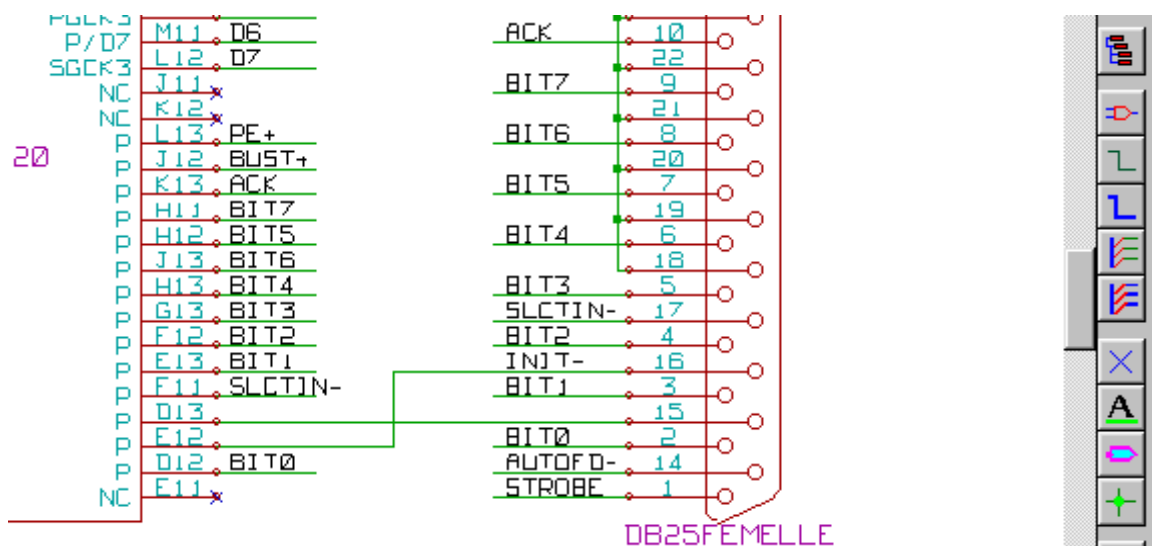 PGCK3
P/D7 M11 D6 ACK 10
SGCK3 L12 D7 22
NC J11 BIT7 9
NC K12 21
P L13 PE+ BIT6 8
20 P J12 BUST+ 20
P K13 ACK BIT5 7
P H11 BIT7 19
P H12 BIT5 BIT4 6
P J13 BIT6 18
P H13 BIT4 BIT3 5
P G13 BIT3 SLCTIN- 17
P F12 BIT2 BIT2 4
P E13 BIT1 INIT- 16
P F11 SLCTIN- BIT1 3
P D13 15
P E12 BIT0 2
P D12 BIT0 AUTOFD- 14
NC E11 STROBE 1
DB25FEMELLE
A